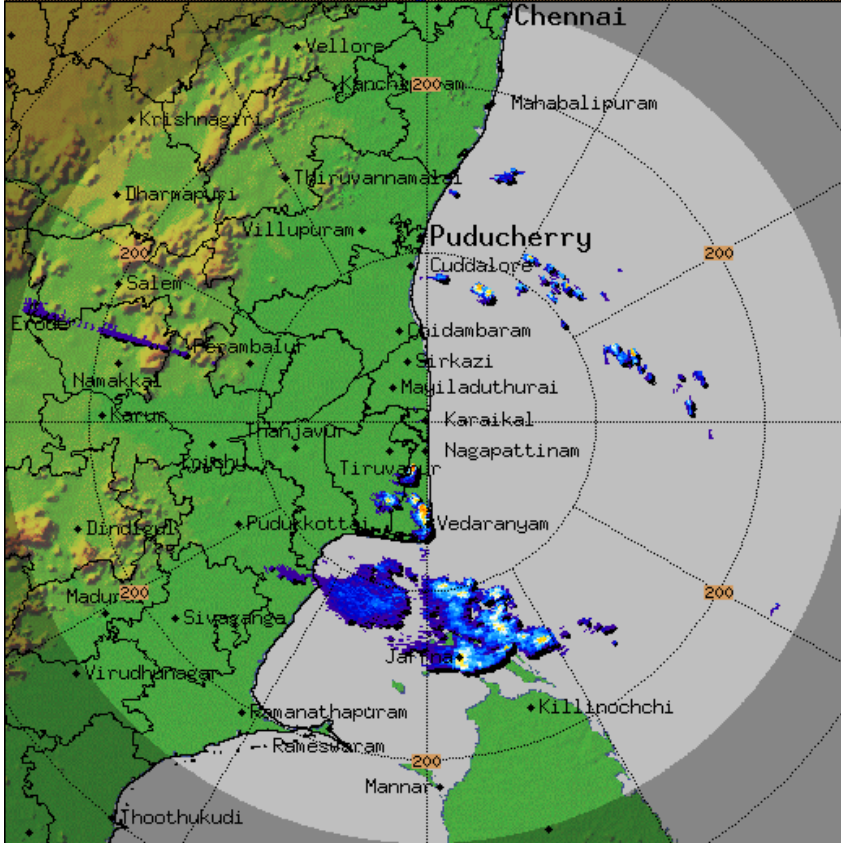 Chennai
Vellore
200
Mahabalipuram
Krishnagiri
Thiruvannamalai
Dharmapuri
Villupuram
Puducherry
200
200
Cuddalore
Salem
Erode
Chidambaram
Perambalur
Sirkazi
Namakkal
Mayiladuthurai
Karur
Karaikal
Thanjavur
Nagapattinam
Tiruvarur
Dindigul
Pudukkottai
Vedaranyam
200
200
Sivaganga
Jaffna
Virudhunagar
Ramanathapuram
Killinochchi
Rameswaram
200
Mannar
Thoothukudi